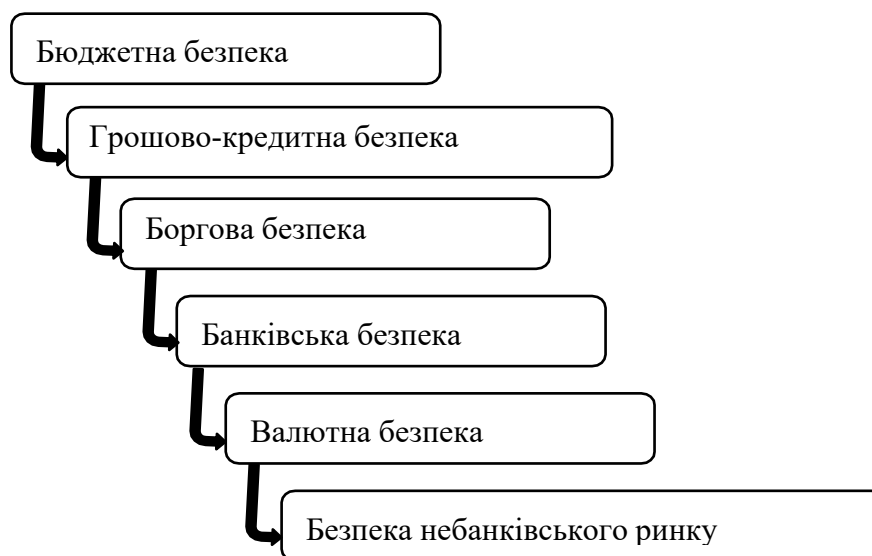 Бюджетна безпека
Грошово-кредитна безпека
Боргова безпека
Банківська безпека
Валютна безпека
Безпека небанківського ринку